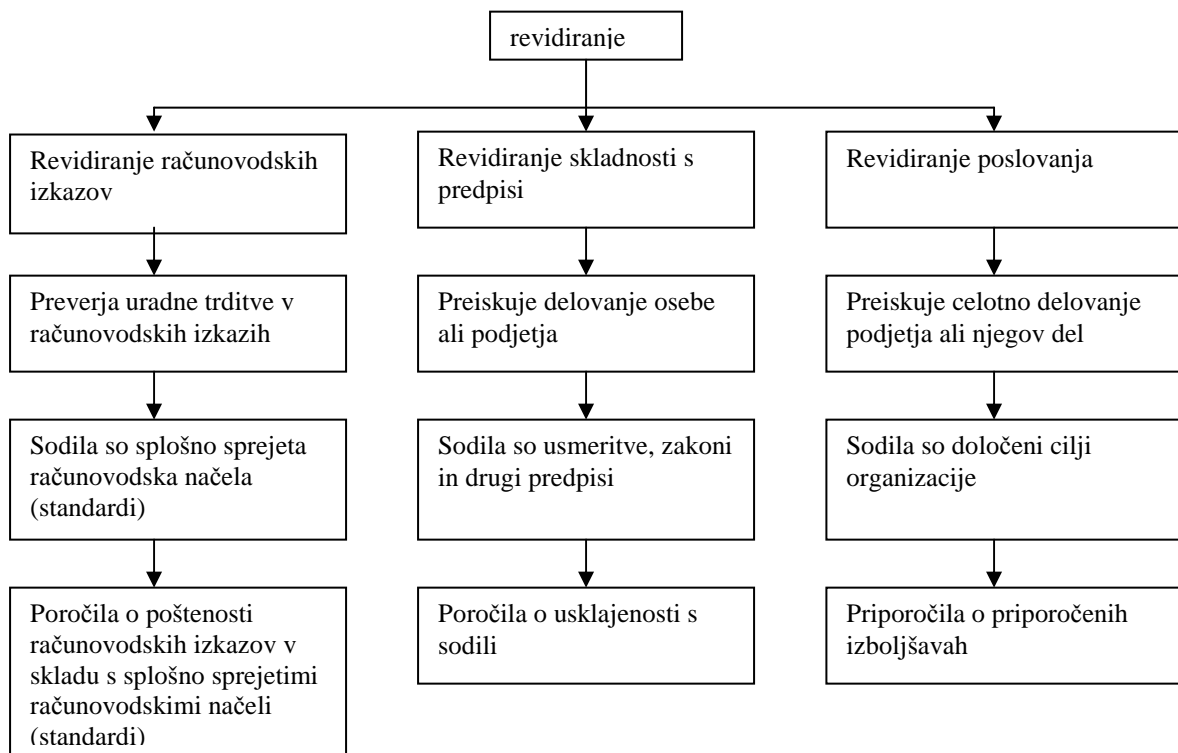 revidiranje
Revidiranje računovodskih
izkazov
Revidiranje skladnosti s
predpisi
Revidiranje poslovanja
Preverja uradne trditve v
računovodskih izkazih
Preiskuje delovanje osebe
ali podjetja
Preiskuje celotno delovanje
podjetja ali njegov del
Sodila so splošno sprejeta
računovodska načela
(standardi)
Sodila so usmeritve, zakoni
in drugi predpisi
Sodila so določeni cilji
organizacije
Poročila o poštenosti
računovodskih izkazov v
skladu s splošno sprejetimi
računovodskimi načeli
(standardi)
Poročila o usklajenosti s
sodili
Priporočila o priporočenih
izboljšavah